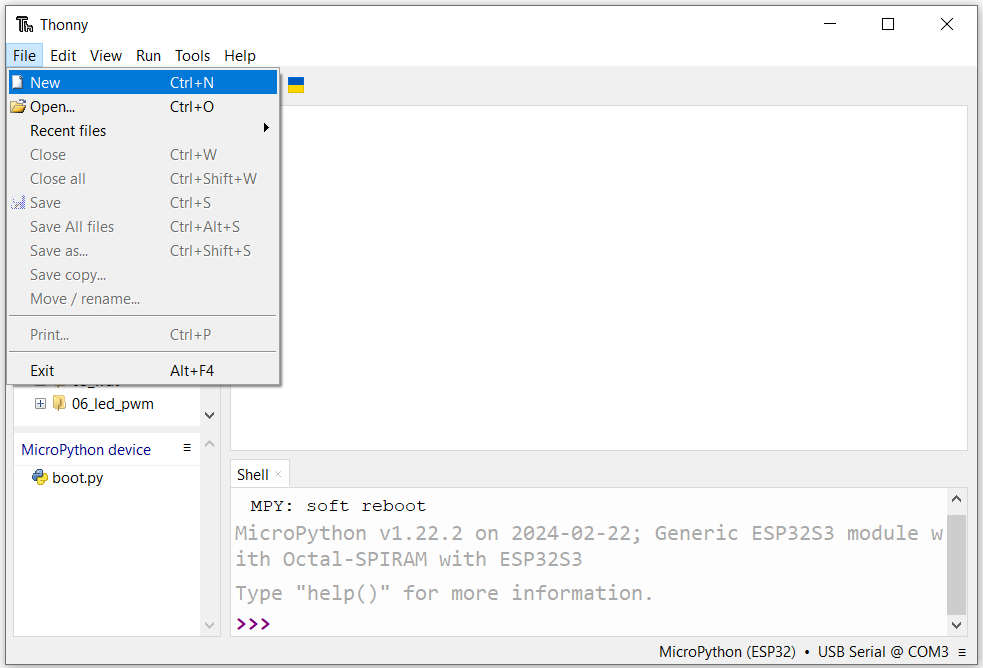 Thonny
File Edit View Run Tools Help
New Ctrl+N
Open... Ctrl+O
Recent files
Close Ctrl+W
Close all Ctrl+Shift+W
Save Ctrl+S
Save All files Ctrl+Alt+S
Save as... Ctrl+Shift+S
Save copy...
Move / rename...
Print... Ctrl+P
Exit Alt+F4
06_led_pwm
MicroPython device
boot.py
Shell
MPY: soft reboot
MicroPython v1.22.2 on 2024-02-22; Generic ESP32S3 module w
ith Octal-SPIRAM with ESP32S3
Type "help()" for more information.
>>>
MicroPython (ESP32) • USB Serial @ COM3